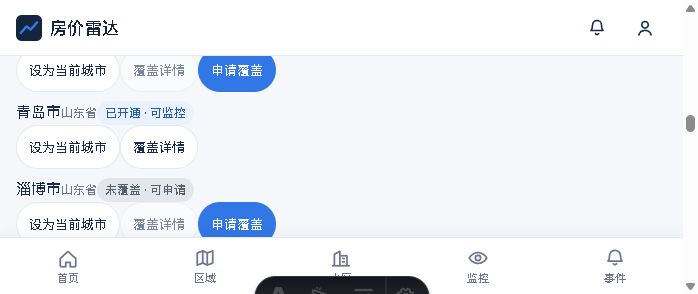 房价雷达
设为当前城市 覆盖详情 申请覆盖
青岛市山东省 已开通 · 可监控
设为当前城市 覆盖详情
淄博市山东省 未覆盖 · 可申请
设为当前城市 覆盖详情 申请覆盖
首页 区域 监控 事件